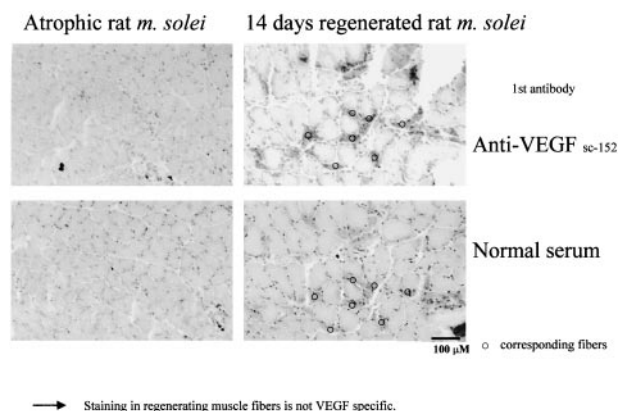 Atrophic rat m. solei
14 days regenerated rat m. solei
1st antibody
Anti-VEGF sc-152
Normal serum
100 µM
corresponding fibers
Staining in regenerating muscle fibers is not VEGF specific.